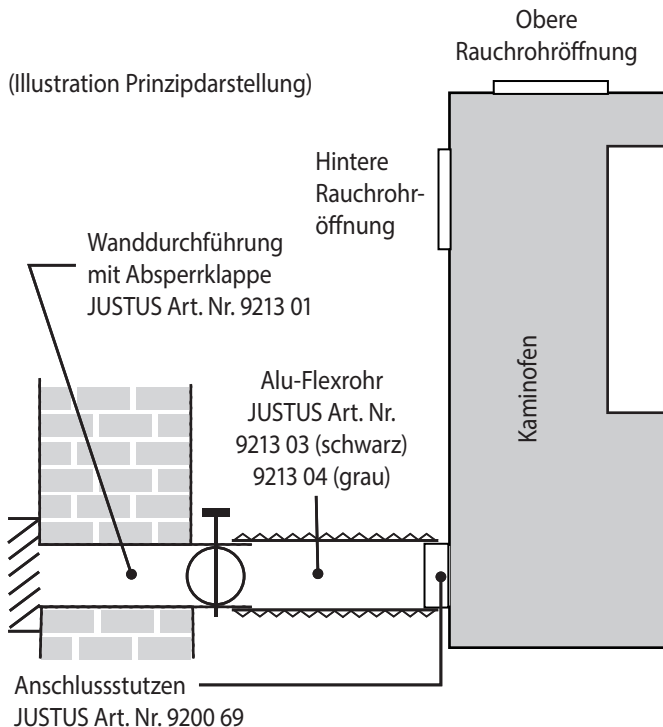 Obere
Rauchrohröffnung
(Illustration Prinzipdarstellung)
Hintere
Rauchrohr-
öffnung
Wanddurchführung
mit Absperrklappe
JUSTUS Art. Nr. 9213 01
Kaminofen
Alu-Flexrohr
JUSTUS Art. Nr.
9213 03 (schwarz)
9213 04 (grau)
Anschlussstutzen
JUSTUS Art. Nr. 9200 69